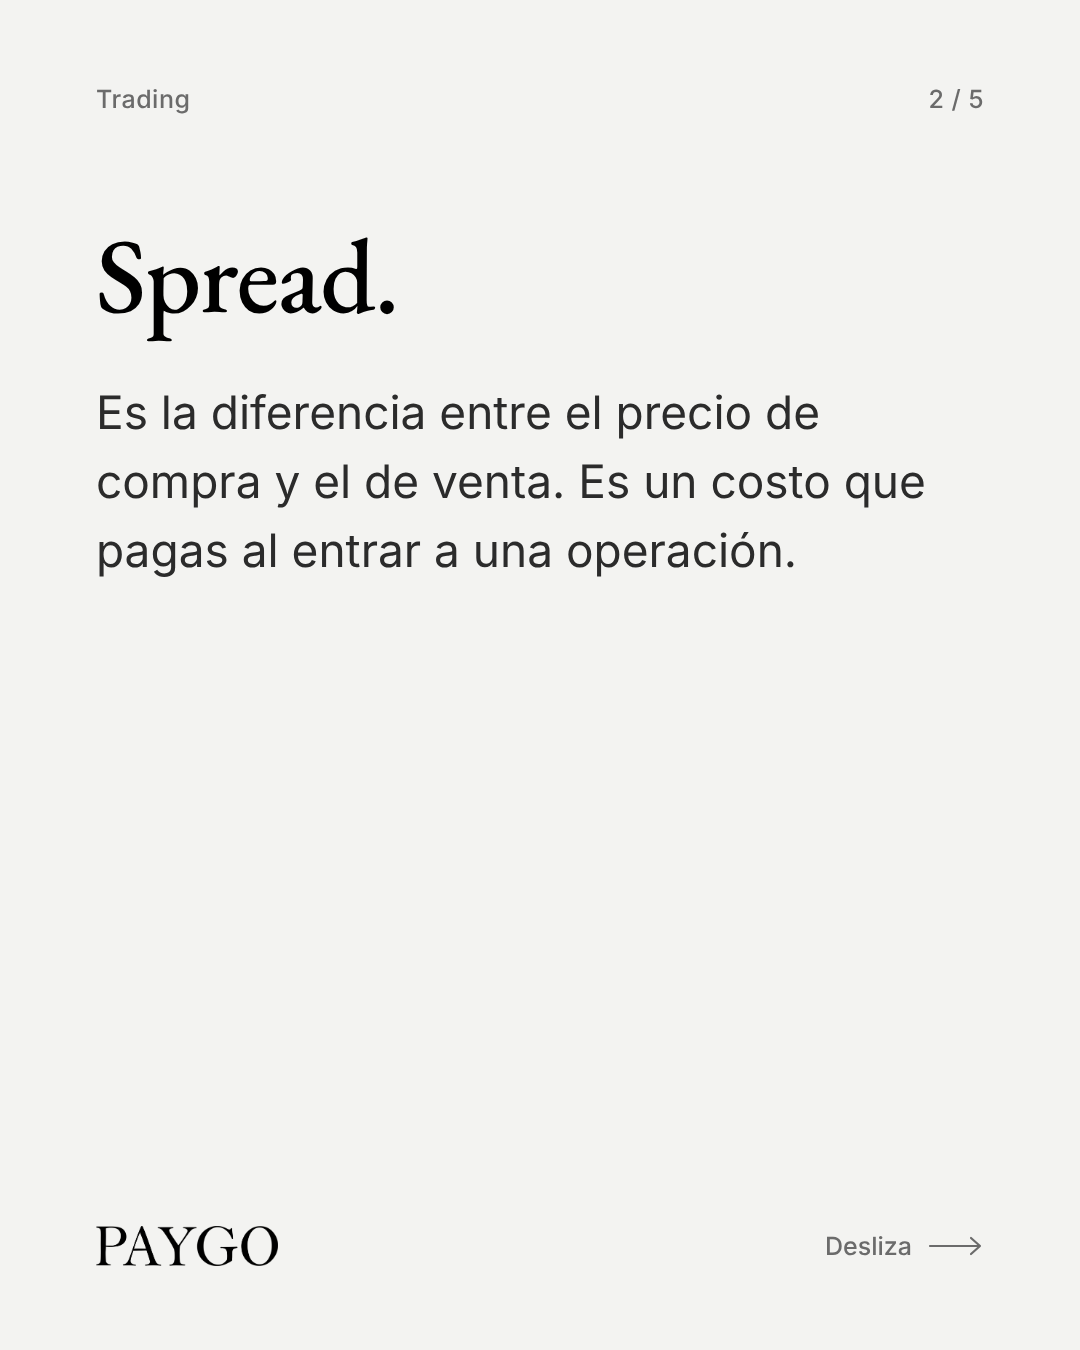 Trading
2 / 5
Spread.
Es la diferencia entre el precio de
compra y el de venta. Es un costo que
pagas al entrar a una operación.
PAYGO
Desliza